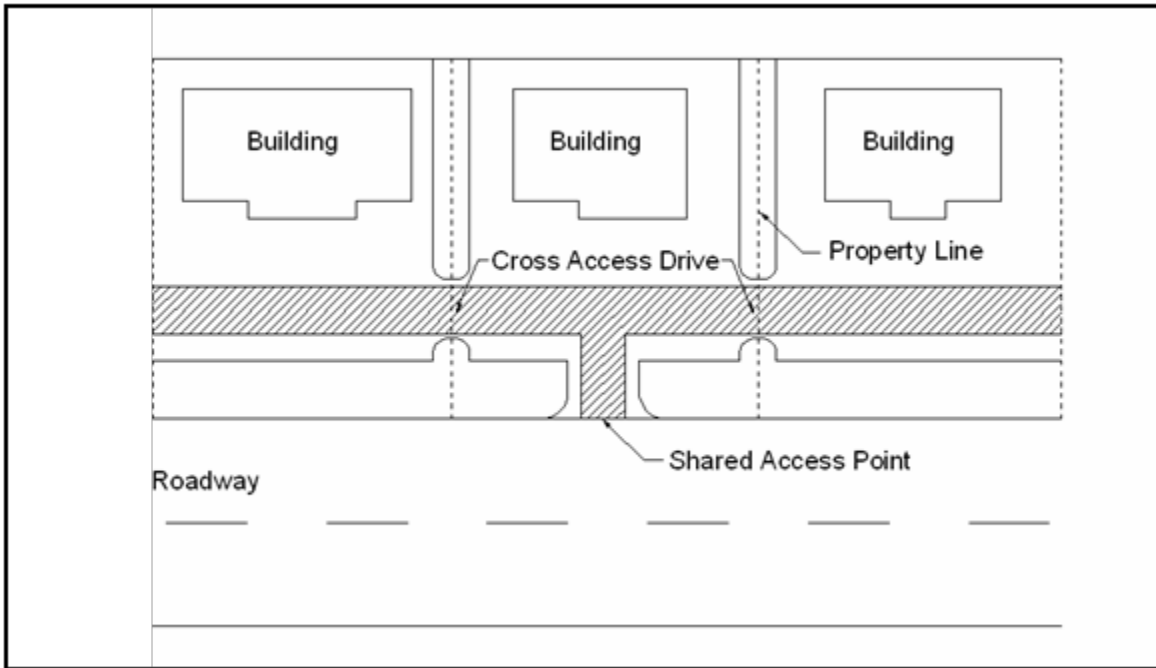 Building
Building
Building
Property Line
Cross Access Drive
Shared Access Point
Roadway